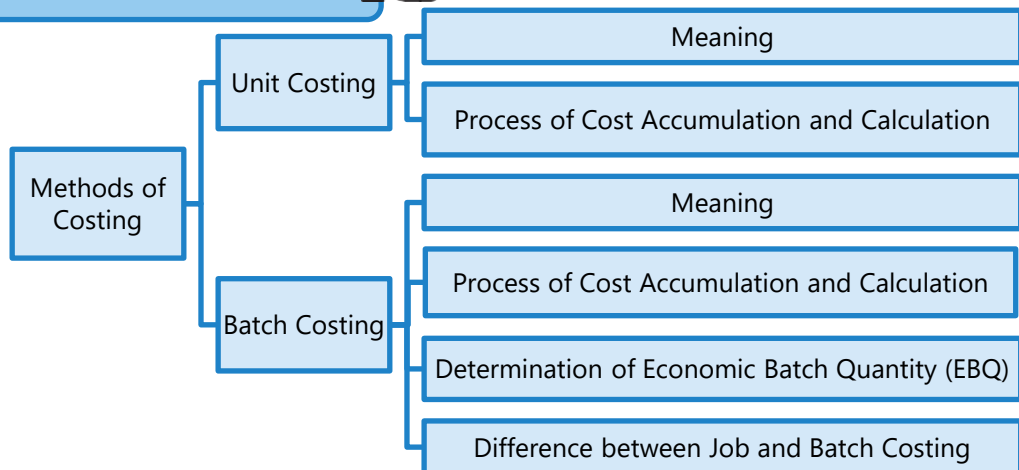 Methods of
Costing
Unit Costing
Meaning
Process of Cost Accumulation and Calculation
Batch Costing
Meaning
Process of Cost Accumulation and Calculation
Determination of Economic Batch Quantity (EBQ)
Difference between Job and Batch Costing